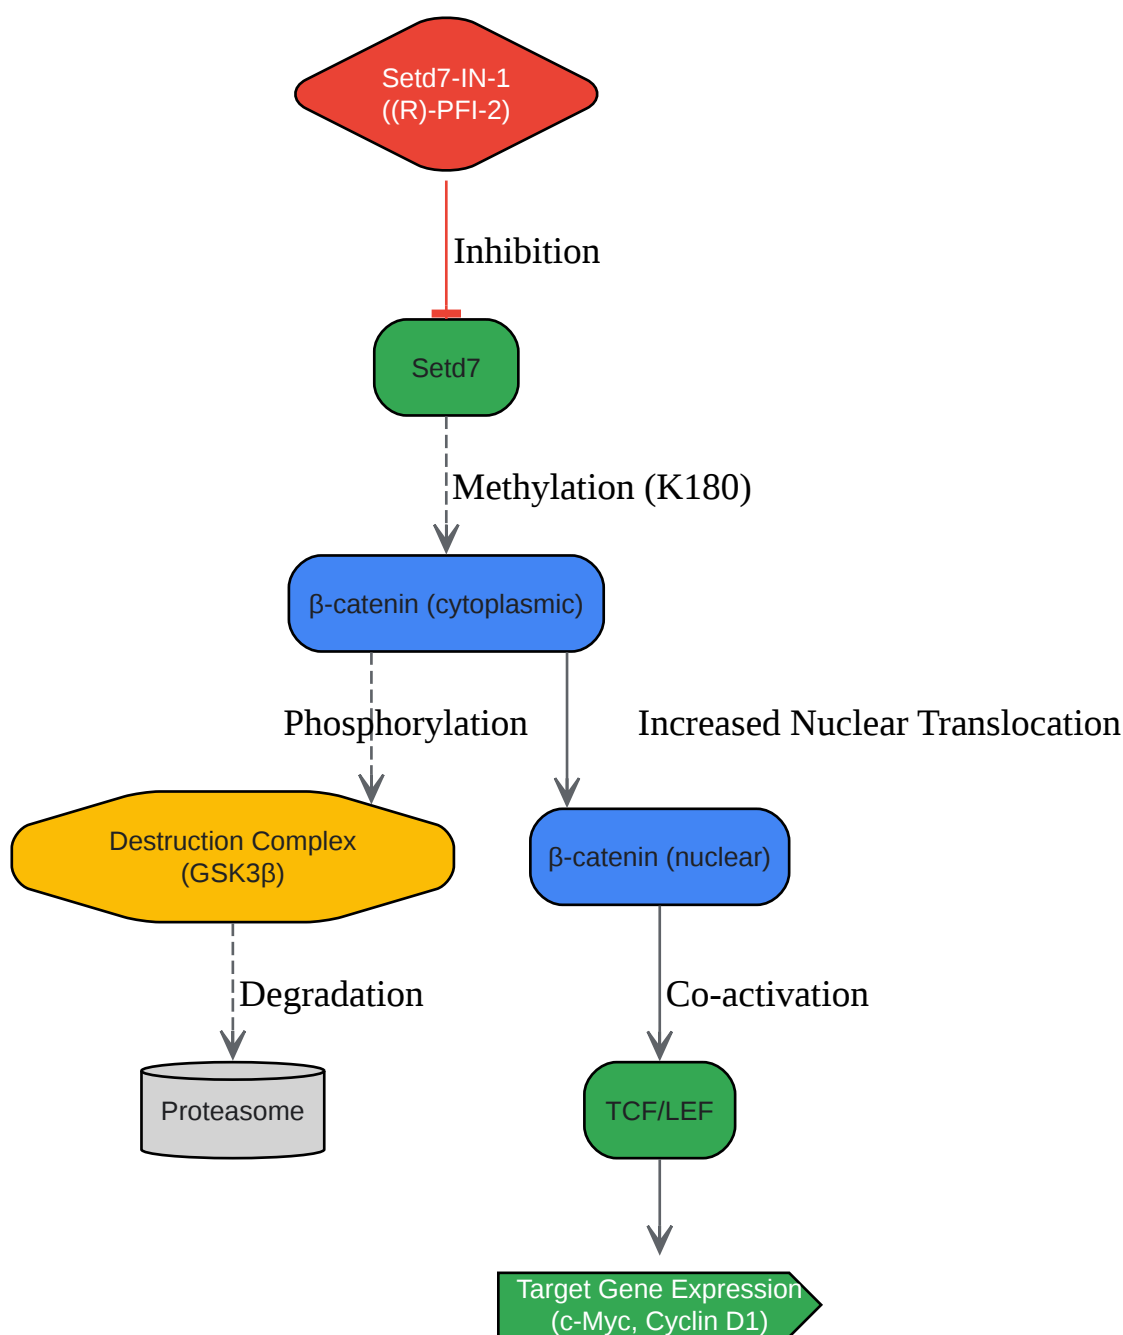 Setd7-IN-1
((R)-PFI-2)
Inhibition
Setd7
Methylation (K180)
β-catenin (cytoplasmic)
Phosphorylation
Increased Nuclear Translocation
Destruction Complex
(GSK3β)
β-catenin (nuclear)
Degradation
Co-activation
Proteasome
TCF/LEF
Target Gene Expression
(c-Myc, Cyclin D1)